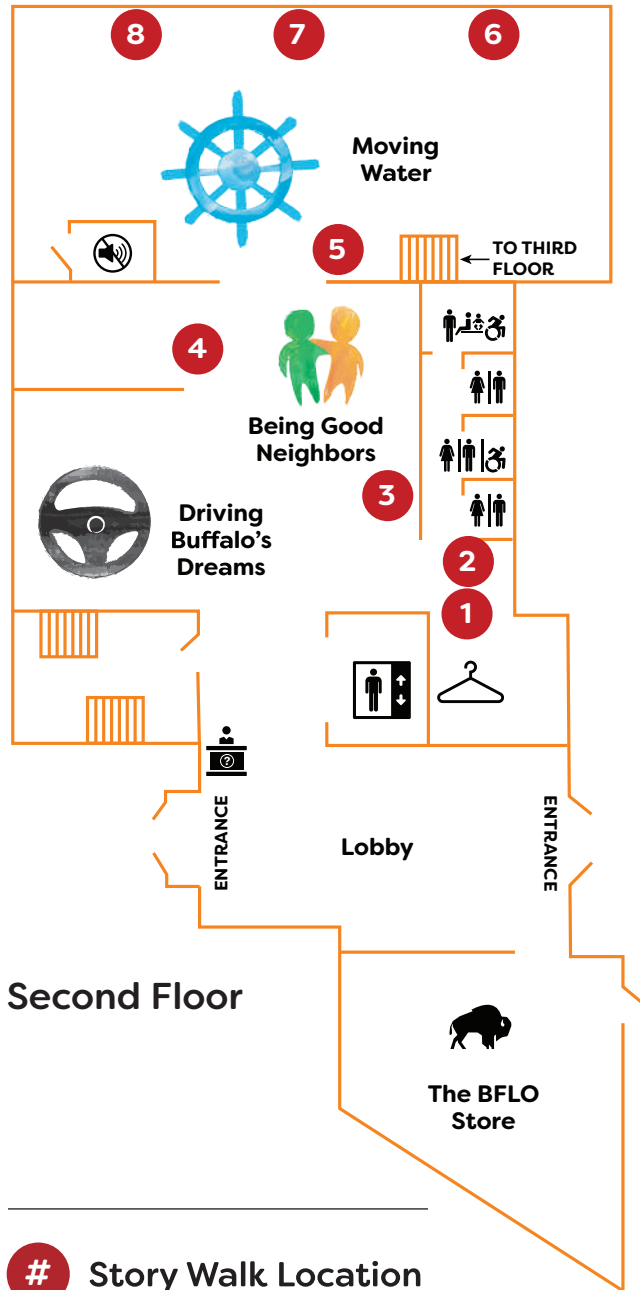 8
7
6
Moving
Water
5
TO THIRD
FLOOR
4
Being Good
Neighbors
3
Driving
Buffalo's
Dreams
2
1
?
ENTRANCE
Lobby
ENTRANCE
Second Floor
The BFLO
Store
# Story Walk Location